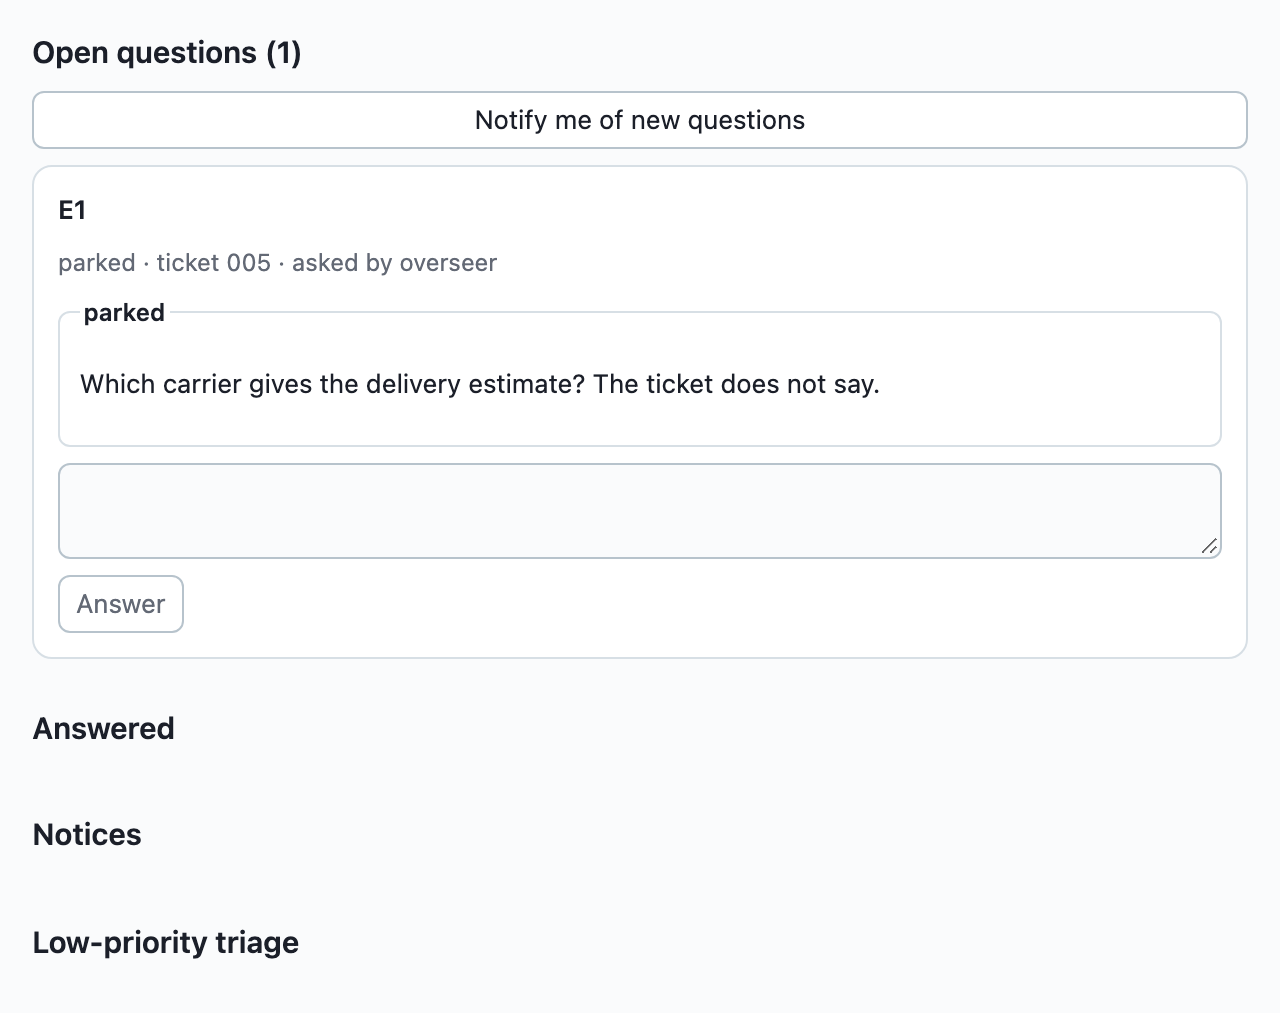 Open questions (1)
Notify me of new questions
E1
parked · ticket 005 · asked by overseer
parked
Which carrier gives the delivery estimate? The ticket does not say.
Answer
Answered
Notices
Low-priority triage